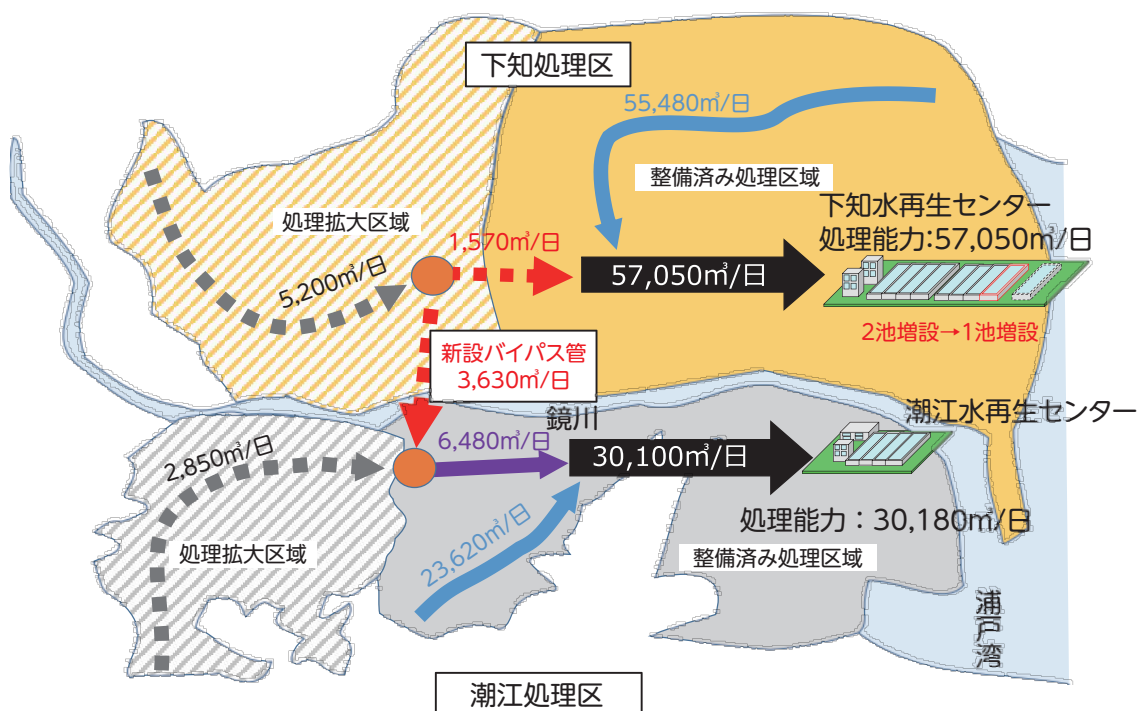 下知処理区
55,480㎥/日
整備済み処理区域
下知水再生センター
処理能力:57,050㎥/日
処理拡大区域
1,570㎥/日
5,200㎥/日
57,050㎥/日
2池増設→1池増設
新設バイパス管
3,630㎥/日
鏡川
潮江水再生センター
2,850㎥/日
6,480㎥/日
30,100㎥/日
処理能力：30,180㎥/日
処理拡大区域
23,620㎥/日
整備済み処理区域
浦戸湾
潮江処理区